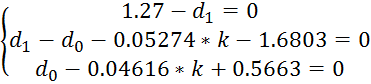 1.27 − d₁ = 0
d₁ − d₀ − 0.05274 * k − 1.6803 = 0
d₀ − 0.04616 * k + 0.5663 = 0